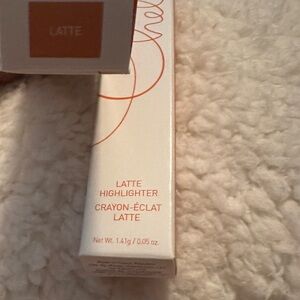 LATTE
LATTE
HIGHLIGHTER
CRAYON-ÉCLAT
LATTE
Net Wt. 1.41g / 0.05 oz.